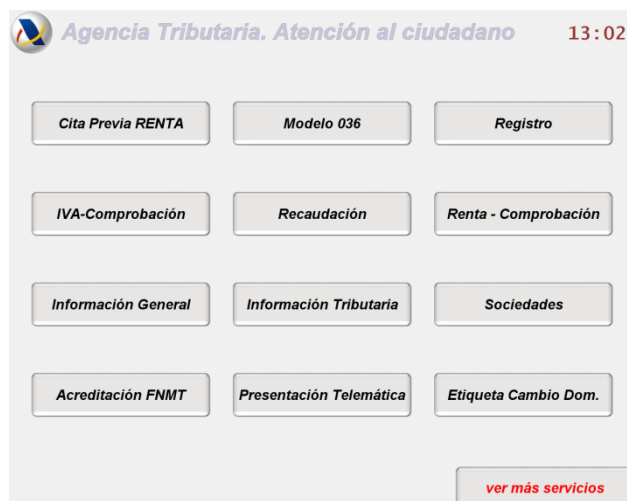 Agencia Tributaria. Atención al ciudadano 13:02
Cita Previa RENTA
Modelo 036
Registro
IVA-Comprobación
Recaudación
Renta - Comprobación
Información General
Información Tributaria
Sociedades
Acreditación FNMT
Presentación Telemática
Etiqueta Cambio Dom.
ver más servicios